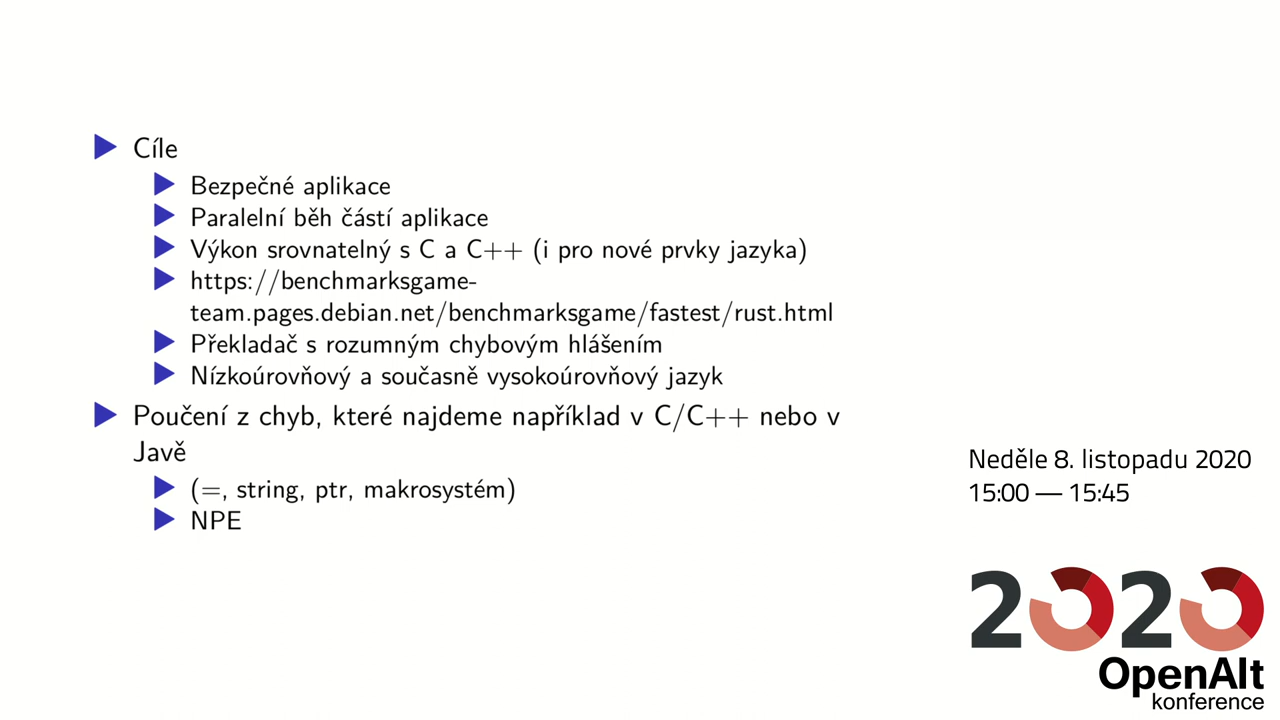 Cíle
Bezpečné aplikace
Paralelní běh částí aplikace
Výkon srovnatelný s C a C++ (i pro nové prvky jazyka)
https://benchmarksgame-
team.pages.debian.net/benchmarksgame/fastest/rust.html
Překladač s rozumným chybovým hlášením
Nízkoúrovňový a současně vysokoúrovňový jazyk
Poučení z chyb, které najdeme například v C/C++ nebo v
Javě
(=, string, ptr, makrosystém)
NPE
Neděle 8. listopadu 2020
15:00 — 15:45
2020
OpenAlt
konference